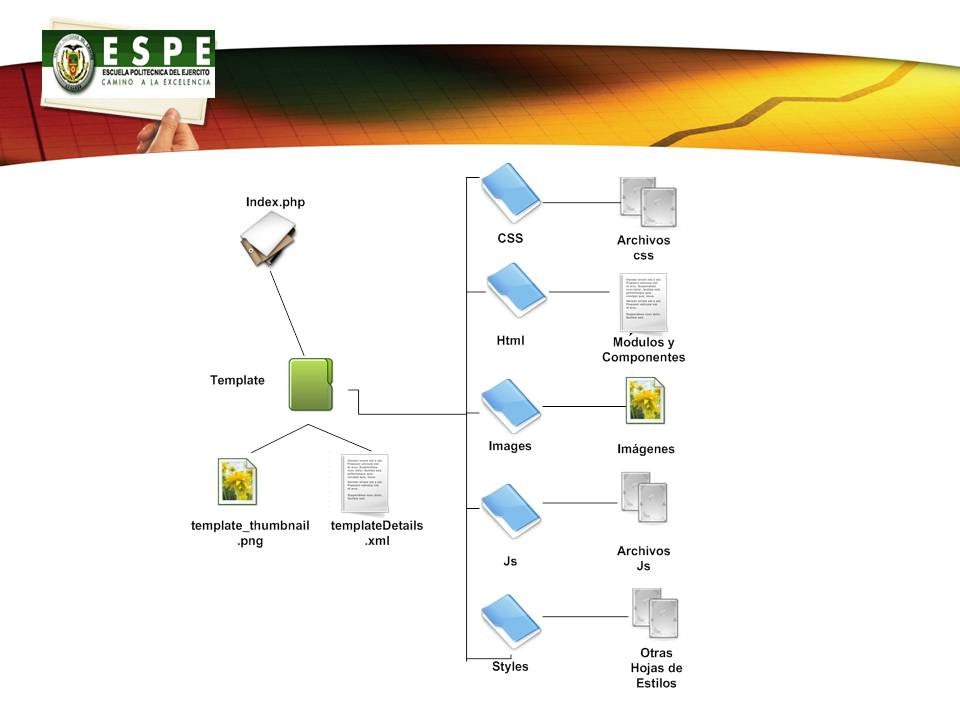 ESPE
ESCUELA POLITECNICA DEL EJERCITO
CAMINO A LA EXCELENCIA
Index.php
Template
template_thumbnail
.png
templateDetails
.xml
CSS
Archivos
css
Html
Módulos y
Componentes
Images
Imágenes
Js
Archivos
Js
Styles
Otras
Hojas de
Estilos